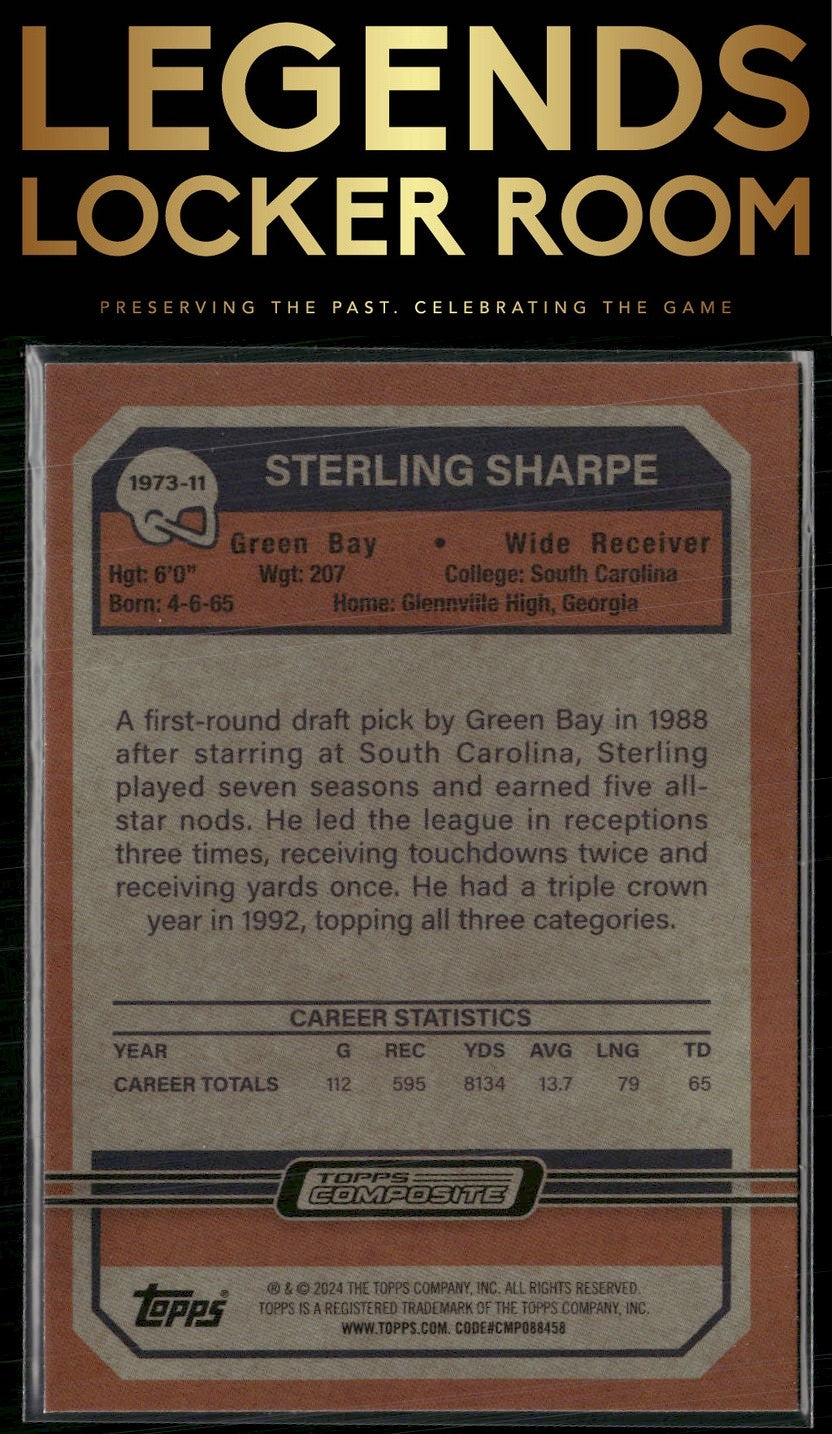 LEGENDS
LOCKER ROOM
PRESERVING THE PAST. CELEBRATING THE GAME
1973-11
STERLING SHARPE
Green Bay • Wide Receiver
Hgt: 6'0" Wgt: 207 College: South Carolina
Born: 4-6-65 Home: Glennville High, Georgia
A first-round draft pick by Green Bay in 1988
after starring at South Carolina, Sterling
played seven seasons and earned five all-
star nods. He led the league in receptions
three times, receiving touchdowns twice and
receiving yards once. He had a triple crown
year in 1992, topping all three categories.
CAREER STATISTICS
YEAR G REC YDS AVG LNG TD
CAREER TOTALS 112 595 8134 13.7 79 65
TOPPS
COMPOSITE
topps®
® & © 2024 THE TOPPS COMPANY, INC. ALL RIGHTS RESERVED.
TOPPS IS A REGISTERED TRADEMARK OF THE TOPPS COMPANY, INC.
WWW.TOPPS.COM. CODE#CMP088458